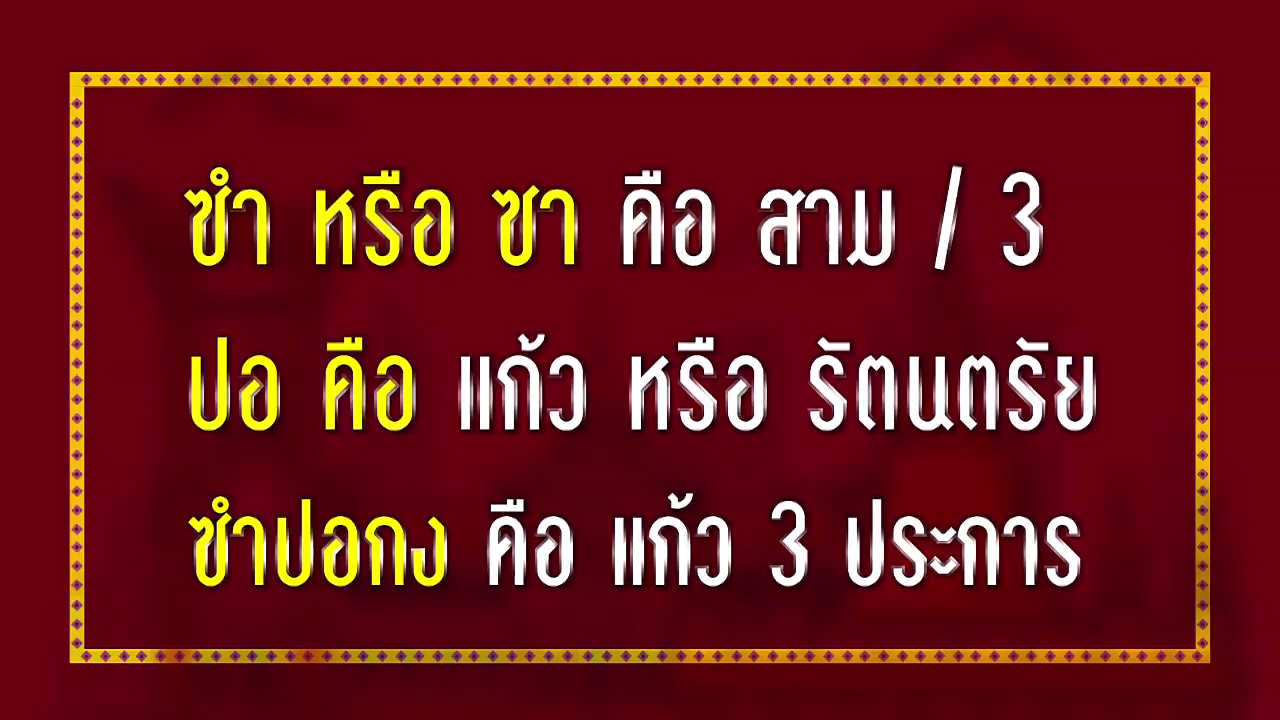 ซำ หรือ ซา คือ สาม / 3
ปอ คือ แก้ว หรือ รัตนตรัย
ซำปอกง คือ แก้ว 3 ประการ